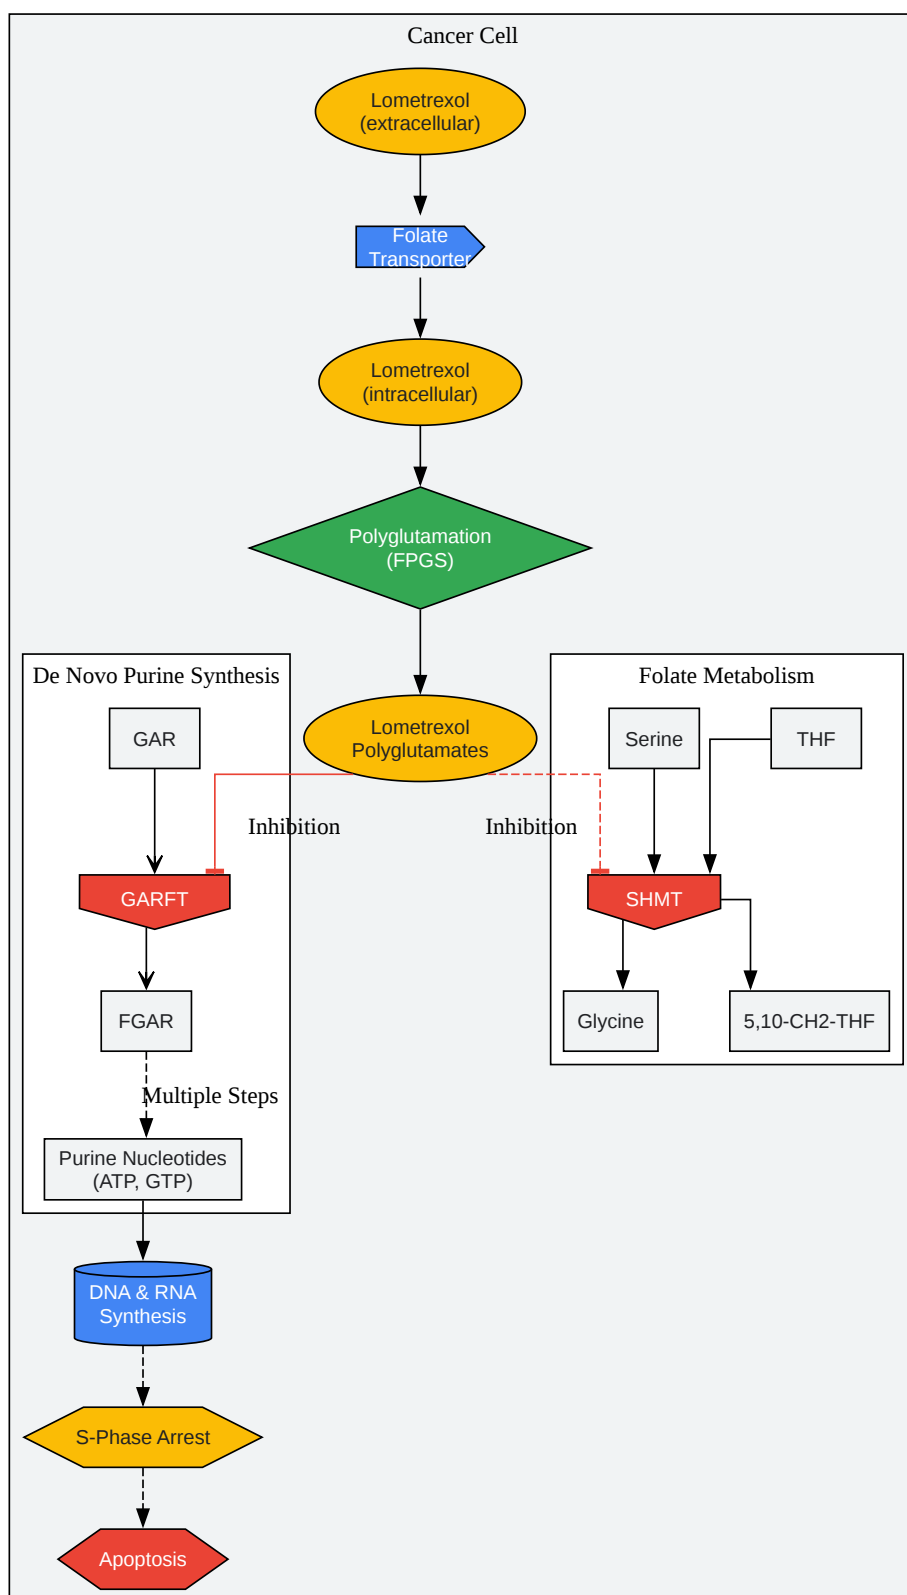 Cancer Cell
Lometrexol
(extracellular)
Folate
Transporter
Lometrexol
(intracellular)
Polyglutamation
(FPGS)
De Novo Purine Synthesis
Folate Metabolism
GAR
Lometrexol
Polyglutamates
Serine
THF
Inhibition
Inhibition
GARFT
SHMT
FGAR
Glycine
5,10-CH2-THF
Multiple Steps
Purine Nucleotides
(ATP, GTP)
DNA & RNA
Synthesis
S-Phase Arrest
Apoptosis